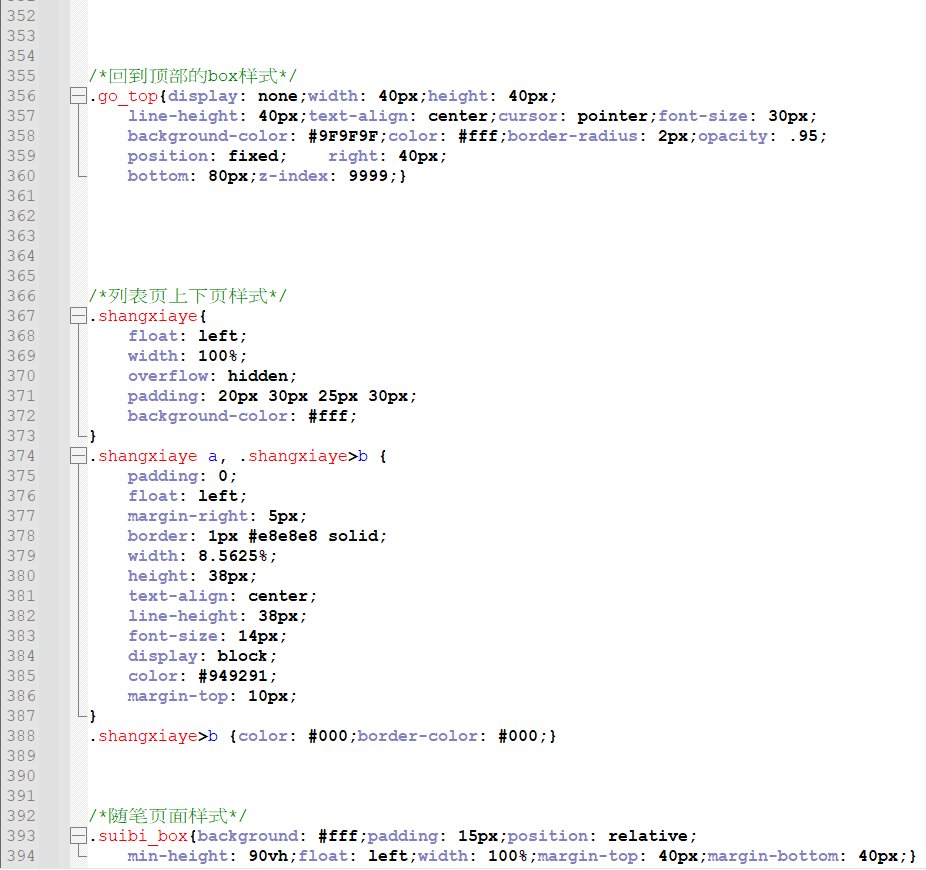 352
353
354
355 /*回到顶部的box样式*/
356 .go_top{display: none;width: 40px;height: 40px;
357 line-height: 40px;text-align: center;cursor: pointer;font-size: 30px;
358 background-color: #9F9F9F;color: #fff;border-radius: 2px;opacity: .95;
359 position: fixed;    right: 40px;
360 bottom: 80px;z-index: 9999;}
361
362
363
364
365
366 /*列表页上下页样式*/
367 .shangxiaye{
368 float: left;
369 width: 100%;
370 overflow: hidden;
371 padding: 20px 30px 25px 30px;
372 background-color: #fff;
373 }
374 .shangxiaye a, .shangxiaye>b {
375 padding: 0;
376 float: left;
377 margin-right: 5px;
378 border: 1px #e8e8e8 solid;
379 width: 8.5625%;
380 height: 38px;
381 text-align: center;
382 line-height: 38px;
383 font-size: 14px;
384 display: block;
385 color: #949291;
386 margin-top: 10px;
387 }
388 .shangxiaye>b {color: #000;border-color: #000;}
389
390
391
392 /*随笔页面样式*/
393 .suibi_box{background: #fff;padding: 15px;position: relative;
394 min-height: 90vh;float: left;width: 100%;margin-top: 40px;margin-bottom: 40px;}